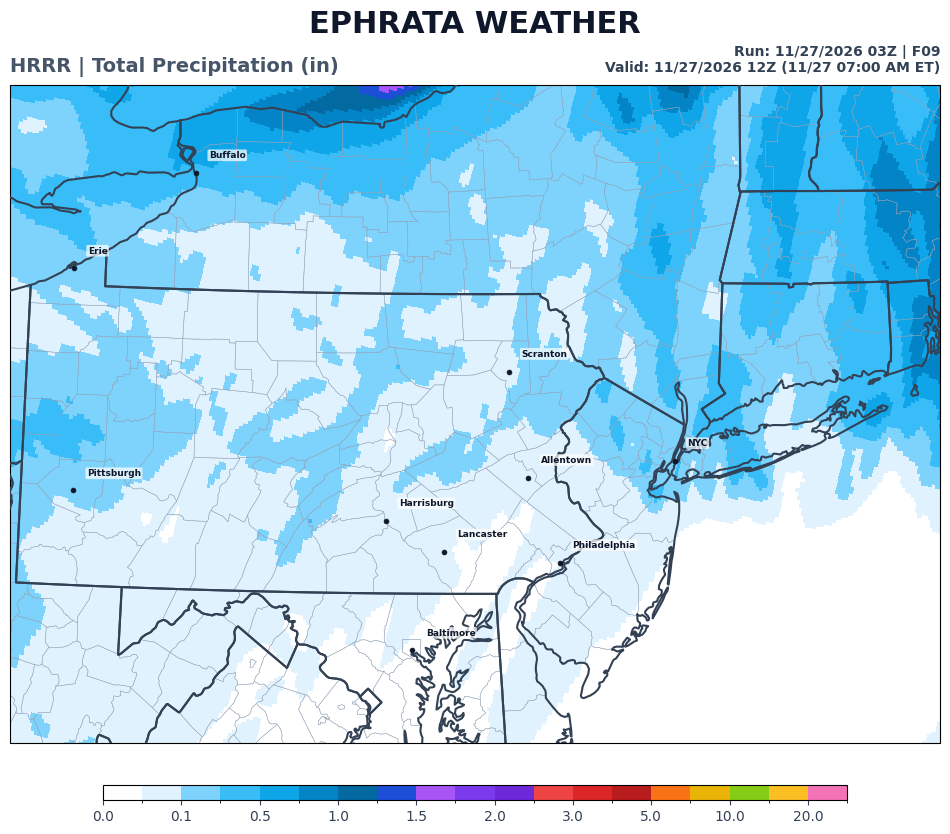 EPHRATA WEATHER
HRRR | Total Precipitation (in)
Run: 11/27/2026 03Z | F09
Valid: 11/27/2026 12Z (11/27 07:00 AM ET)
Buffalo
Erie
Scranton
NYC
Allentown
Pittsburgh
Harrisburg
Lancaster
Philadelphia
Baltimore
0.0 0.1 0.5 1.0 1.5 2.0 3.0 5.0 10.0 20.0